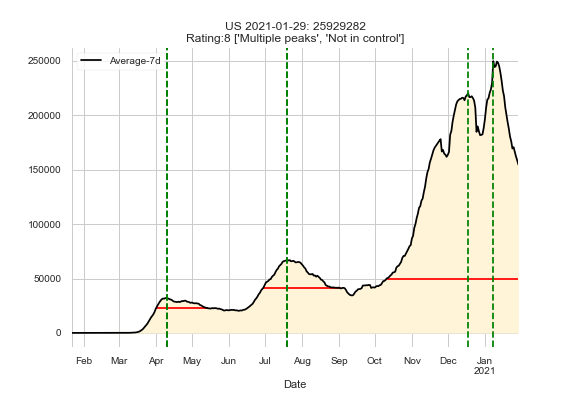 US 2021-01-29: 25929282
Rating:8 ['Multiple peaks', 'Not in control']
Average-7d
250000
200000
150000
100000
50000
0
Feb Mar Apr May Jun Jul Aug Sep Oct Nov Dec Jan
2021
Date